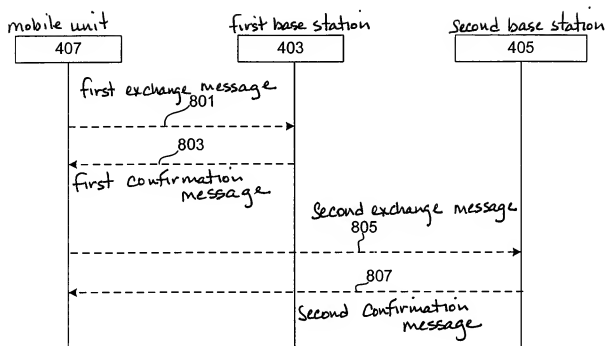 mobile unit
first base station
second base station
407
403
405
first exchange message
801
803
first confirmation
message
second exchange message
805
807
second confirmation
message